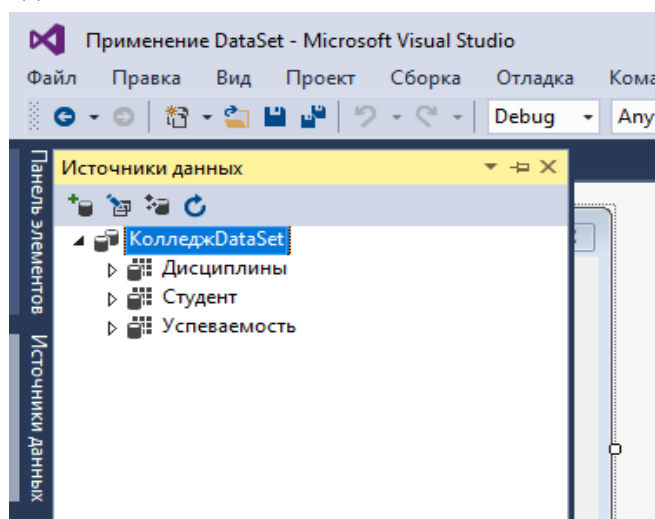 Применение DataSet - Microsoft Visual Studio
Файл Правка Вид Проект Сборка Отладка Кома
Debug Any
Панель элементов
Источники данных
Источники данных
КолледжDataSet
Дисциплины
Студент
Успеваемость